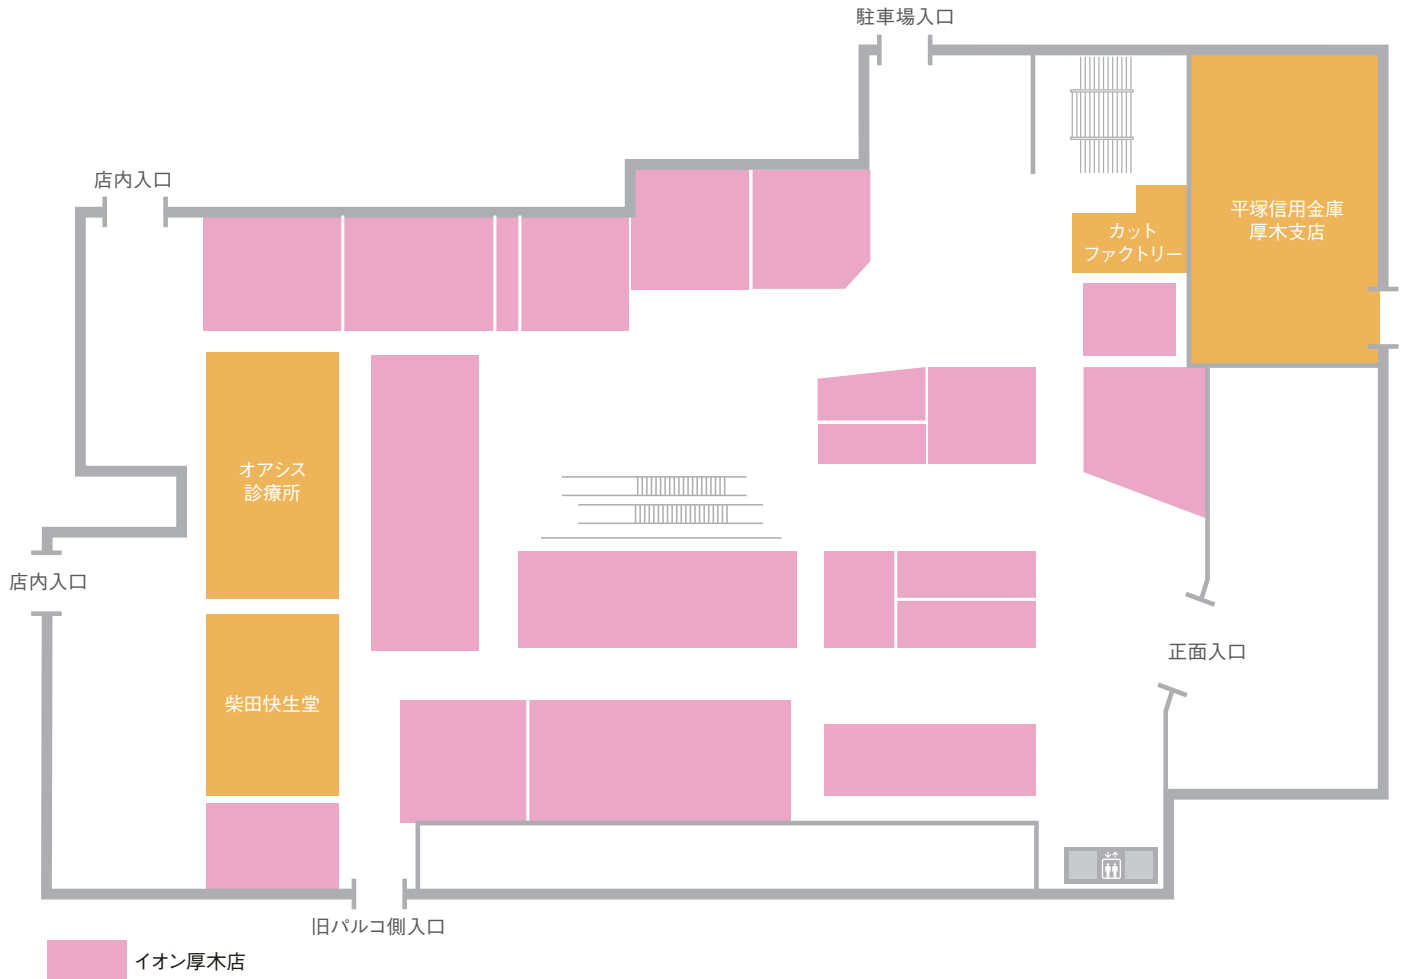 駐車場入口
店内入口
平塚信用金庫
厚木支店
カット
ファクトリー
オアシス
診療所
店内入口
正面入口
柴田快生堂
旧パルコ側入口
イオン厚木店